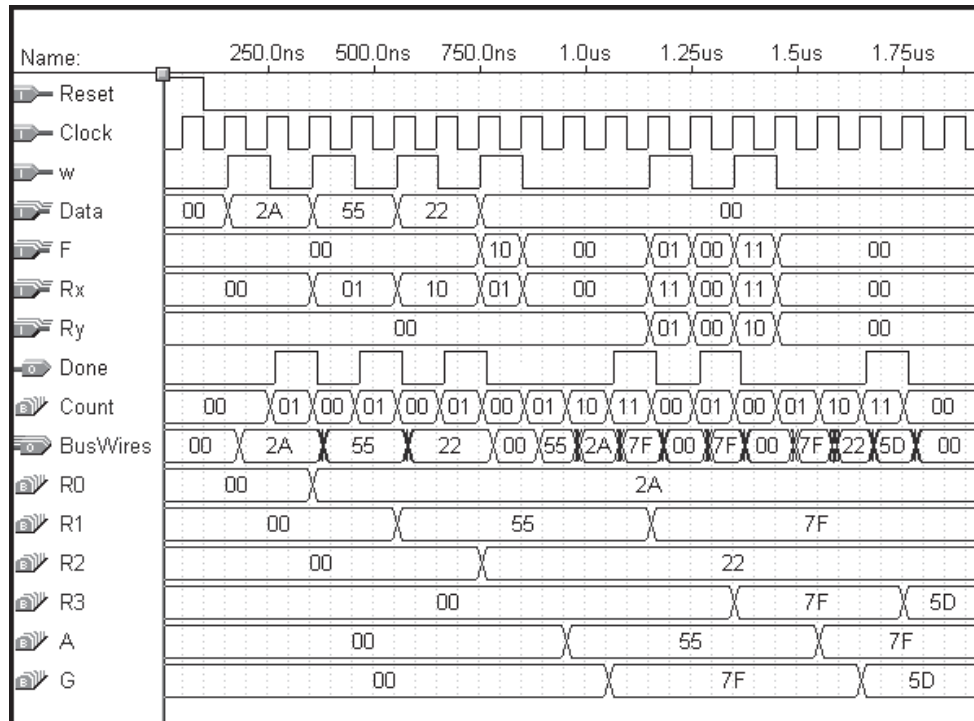 Name: 250.0ns 500.0ns 750.0ns 1.0us 1.25us 1.5us 1.75us
Reset
Clock
w
Data 00 2A 55 22 00
F 00 10 00 01 00 11 00
Rx 00 01 10 01 00 11 00 11 00
Ry 00 01 00 10 00
Done
Count 00 01 00 01 00 01 00 01 10 11 00 01 00 01 10 11 00
BusWires 00 2A 55 22 00 55 2A 7F 00 7F 00 7F 22 5D 00
R0 00 2A
R1 00 55 7F
R2 00 22
R3 00 7F 5D
A 00 55 7F
G 00 7F 5D